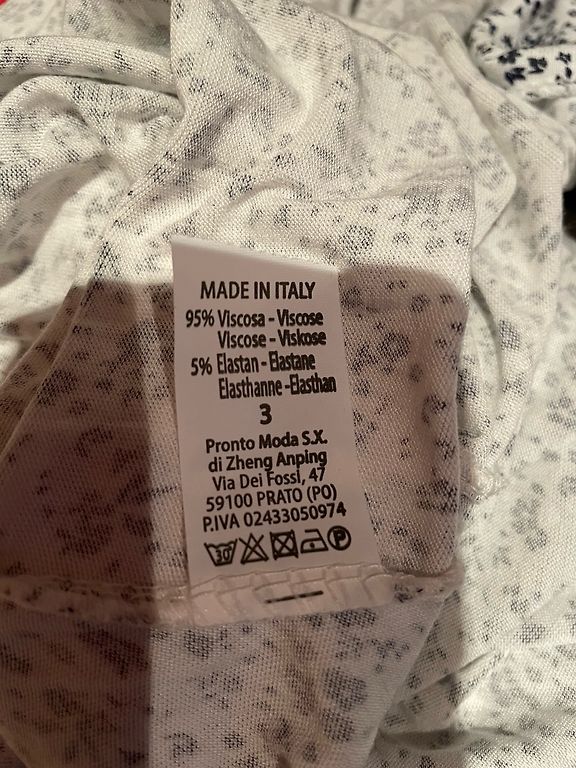 MADE IN ITALY
95% Viscosa - Viscose
Viscose - Viskose
5% Elastan - Elastane
Elasthanne -Elasthan
3
Pronto Moda S.X.
di Zheng Anping
Via Dei Fossi, 47
59100 PRATO (PO)
P.IVA 02433050974
30° P